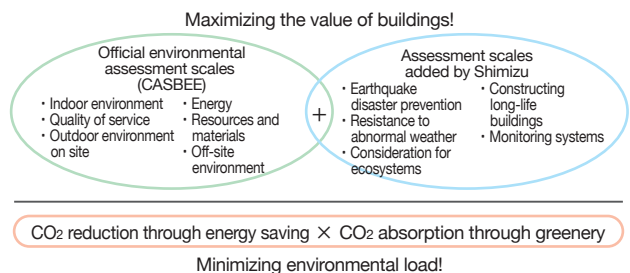 Maximizing the value of buildings!
Official environmental
assessment scales
(CASBEE)
・Indoor environment
・Quality of service
・Outdoor environment
on site
・Energy
・Resources and
materials
・Off-site
environment
+
Assessment scales
added by Shimizu
・Earthquake
disaster prevention
・Resistance to
abnormal weather
・Consideration for
ecosystems
・Constructing
long-life
buildings
・Monitoring systems
CO2 reduction through energy saving × CO2 absorption through greenery
Minimizing environmental load!